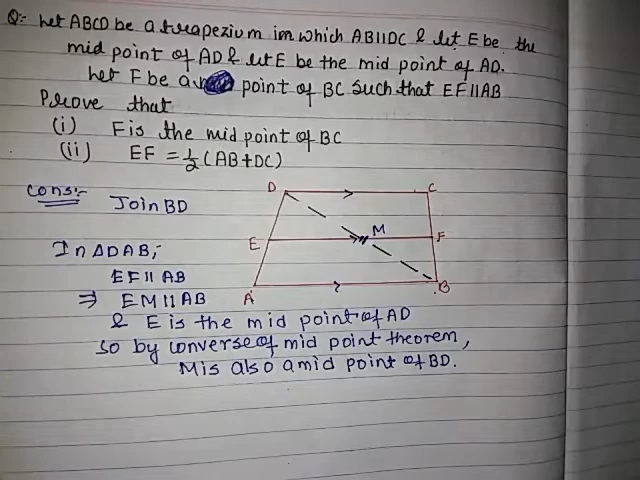 Q:- Let ABCD be a trapezium in which AB||DC & let E be the
mid point of AD & let E be the mid point of AD.
Let F be a point of BC such that EF||AB
Prove that
(i) F is the mid point of BC
(ii) EF = 1/2 (AB+DC)
Cons:- Join BD
D C
E M F
A B
In ΔDAB,-
EF || AB
⇒ EM || AB
& E is the mid point of AD
so by converse of mid point theorem,
M is also a mid point of BD.